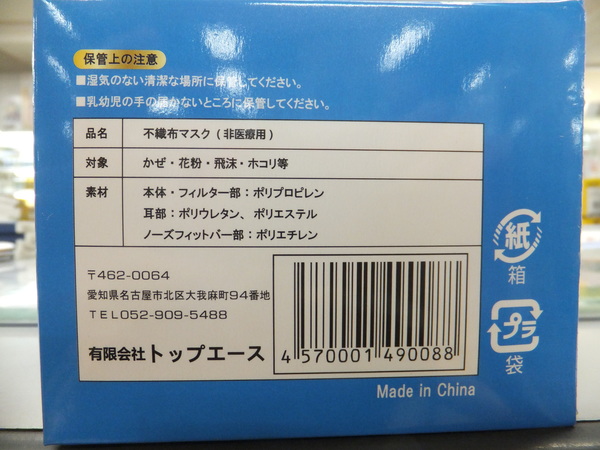 保管上の注意
■湿気のない清潔な場所に保管してください。
■乳幼児の手の届かないところに保管してください。
品名 不織布マスク(非医療用)
対象 かぜ・花粉・飛沫・ホコリ等
素材 本体・フィルター部:ポリプロピレン
耳部:ポリウレタン、ポリエステル
ノーズフィットバー部:ポリエチレン
〒462-0064
愛知県名古屋市北区大我麻町94番地
TEL052-909-5488
有限会社トップエース
4 570001 490088
Made in China
紙
箱
プラ
袋